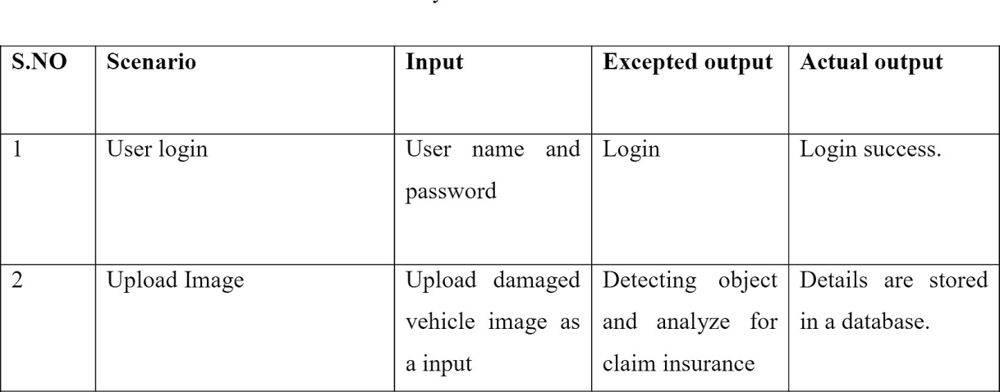 S.NO Scenario Input Excepted output Actual output
1 User login User name and Login Login success.
password
2 Upload Image Upload damaged Detecting object Details are stored
vehicle image as and analyze for in a database.
a input claim insurance